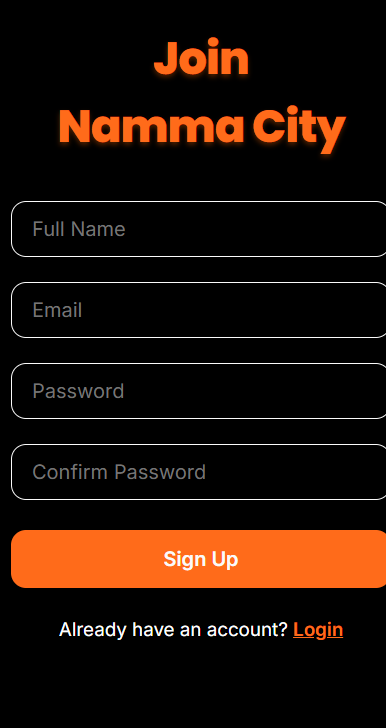 Join
Namma City
Full Name
Email
Password
Confirm Password
Sign Up
Already have an account? Login